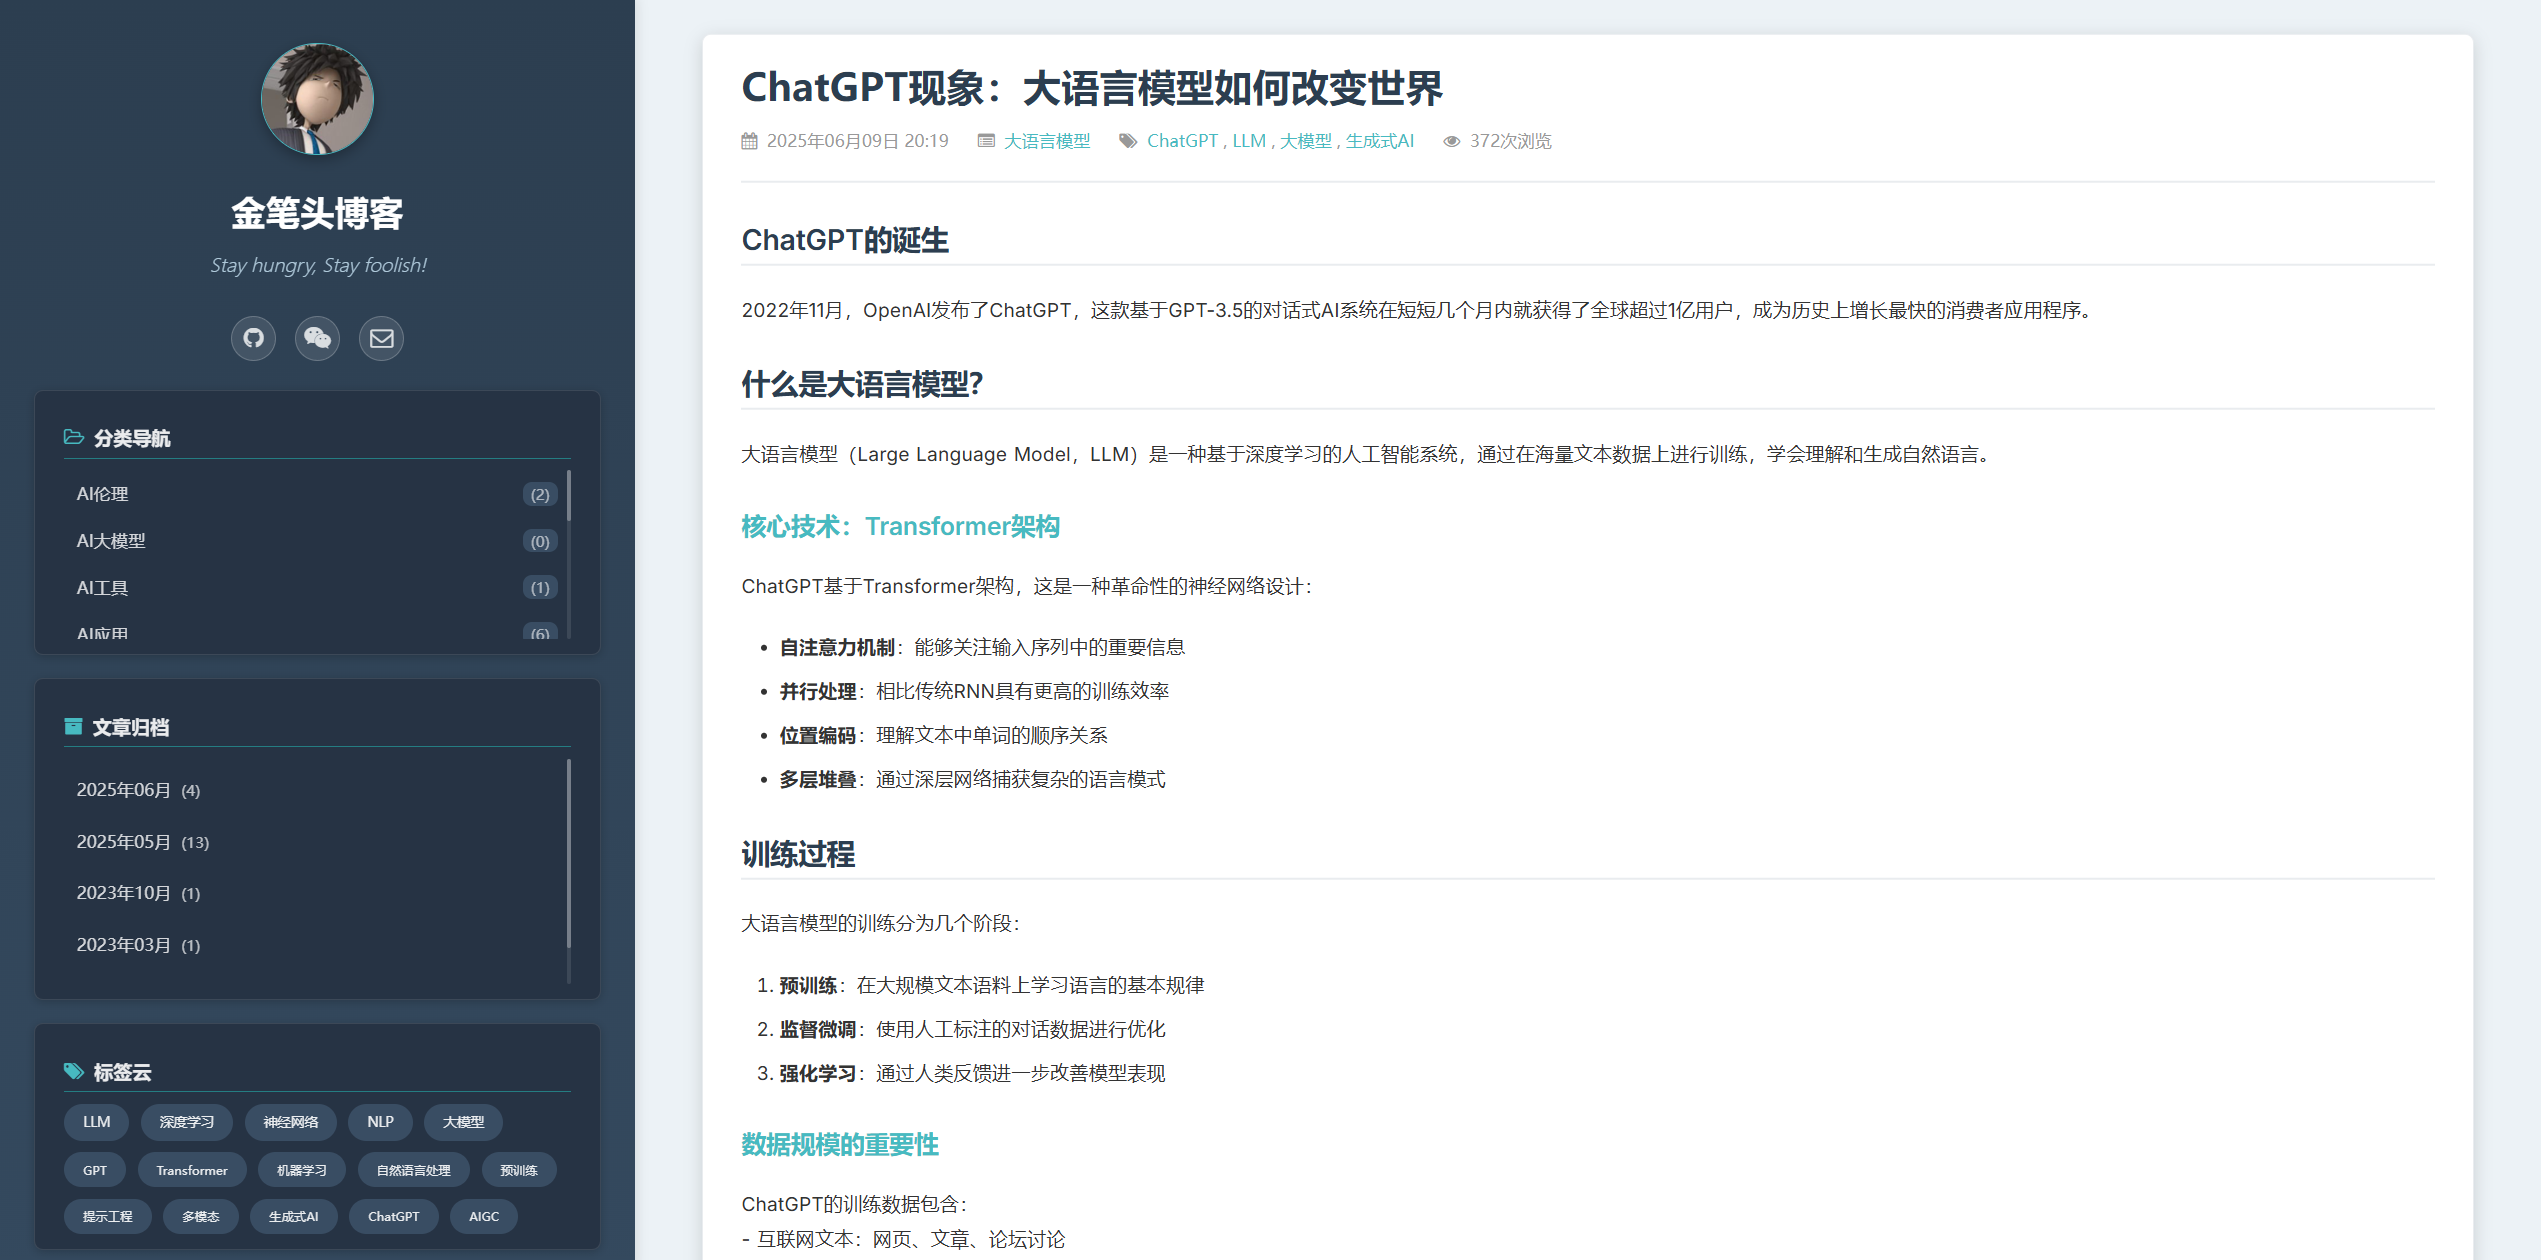 金笔头博客
Stay hungry, Stay foolish!
分类导航
AI伦理 (2)
AI大模型 (0)
AI工具 (1)
AI应用 (6)
文章归档
2025年06月 (4)
2025年05月 (13)
2023年10月 (1)
2023年03月 (1)
标签云
LLM 深度学习 神经网络 NLP 大模型
GPT Transformer 机器学习 自然语言处理 预训练
提示工程 多模态 生成式AI ChatGPT AIGC
ChatGPT现象：大语言模型如何改变世界
2025年06月09日 20:19 大语言模型 ChatGPT , LLM , 大模型 , 生成式AI 372次浏览
ChatGPT的诞生
2022年11月，OpenAI发布了ChatGPT，这款基于GPT-3.5的对话式AI系统在短短几个月内就获得了全球超过1亿用户，成为历史上增长最快的消费者应用程序。
什么是大语言模型？
大语言模型（Large Language Model，LLM）是一种基于深度学习的人工智能系统，通过在海量文本数据上进行训练，学会理解和生成自然语言。
核心技术：Transformer架构
ChatGPT基于Transformer架构，这是一种革命性的神经网络设计：
• 自注意力机制：能够关注输入序列中的重要信息
• 并行处理：相比传统RNN具有更高的训练效率
• 位置编码：理解文本中单词的顺序关系
• 多层堆叠：通过深层网络捕获复杂的语言模式
训练过程
大语言模型的训练分为几个阶段：
1. 预训练：在大规模文本语料上学习语言的基本规律
2. 监督微调：使用人工标注的对话数据进行优化
3. 强化学习：通过人类反馈进一步改善模型表现
数据规模的重要性
ChatGPT的训练数据包含：
- 互联网文本：网页、文章、论坛讨论